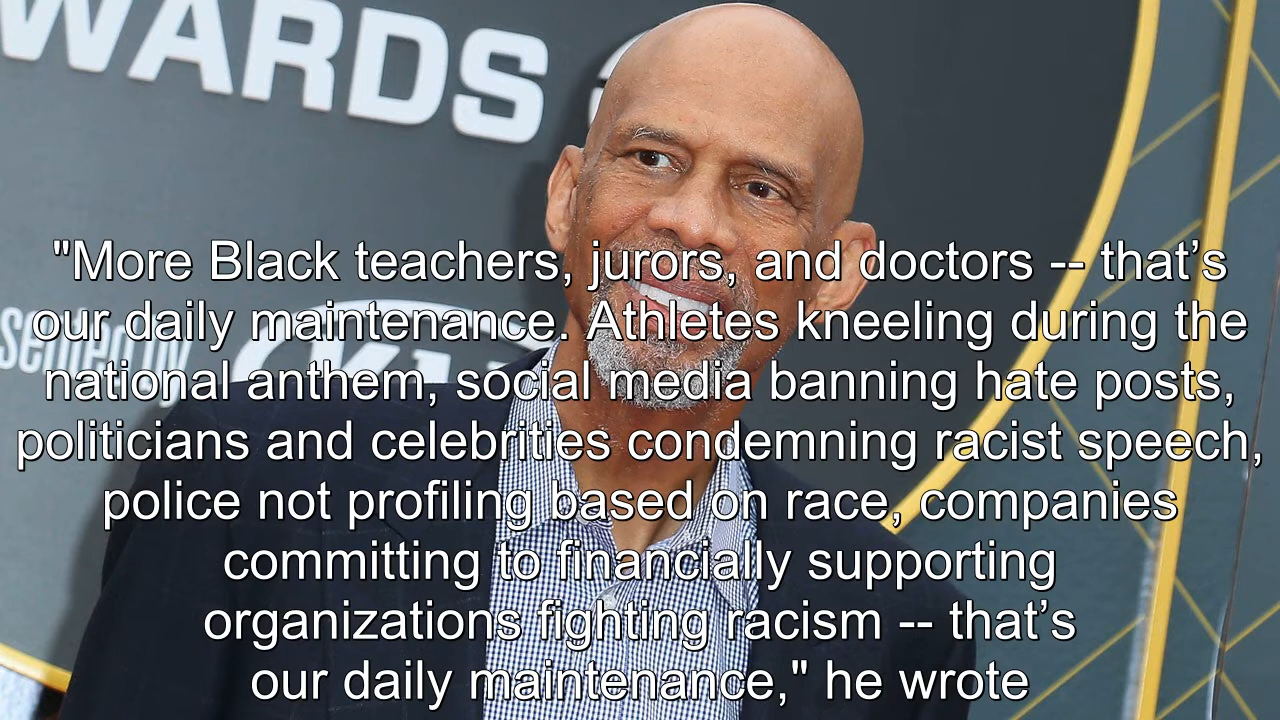 WARDS
sented by
"More Black teachers, jurors, and doctors -- that’s
our daily maintenance. Athletes kneeling during the
national anthem, social media banning hate posts,
politicians and celebrities condemning racist speech,
police not profiling based on race, companies
committing to financially supporting
organizations fighting racism -- that’s
our daily maintenance," he wrote